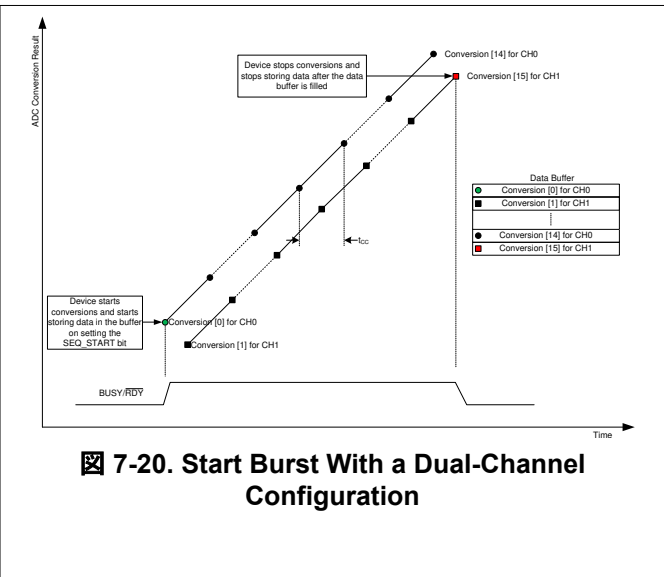 ADC Conversion Result
Conversion [14] for CH0
Device stops conversions and
stops storing data after the data
buffer is filled
Conversion [15] for CH1
Data Buffer
Conversion [0] for CH0
Conversion [1] for CH1
Conversion [14] for CH0
Conversion [15] for CH1
tCC
Device starts
conversions and starts
storing data in the buffer
on setting the
SEQ_START bit
Conversion [0] for CH0
Conversion [1] for CH1
BUSY/RDY
Time
図 7-20. Start Burst With a Dual-Channel
Configuration